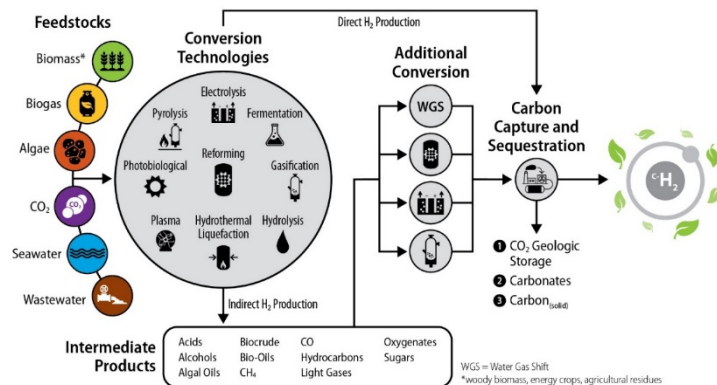 Feedstocks
Biomass*
Biogas
Algae
CO₂
CO₂
Seawater
Wastewater
Conversion
Technologies
Electrolysis
Pyrolysis
Fermentation
Photobiological
Reforming
Gasification
Plasma
Hydrothermal
Liquefaction
Hydrolysis
Direct H₂ Production
Indirect H₂ Production
Additional
Conversion
WGS
Carbon
Capture and
Sequestration
C-H₂
1 CO₂ Geologic
Storage
2 Carbonates
3 Carbon(solid)
Intermediate
Products
Acids Biocrude CO Oxygenates
Alcohols Bio-Oils Hydrocarbons Sugars
Algal Oils CH₄ Light Gases
WGS = Water Gas Shift
*woody biomass, energy crops, agricultural residues